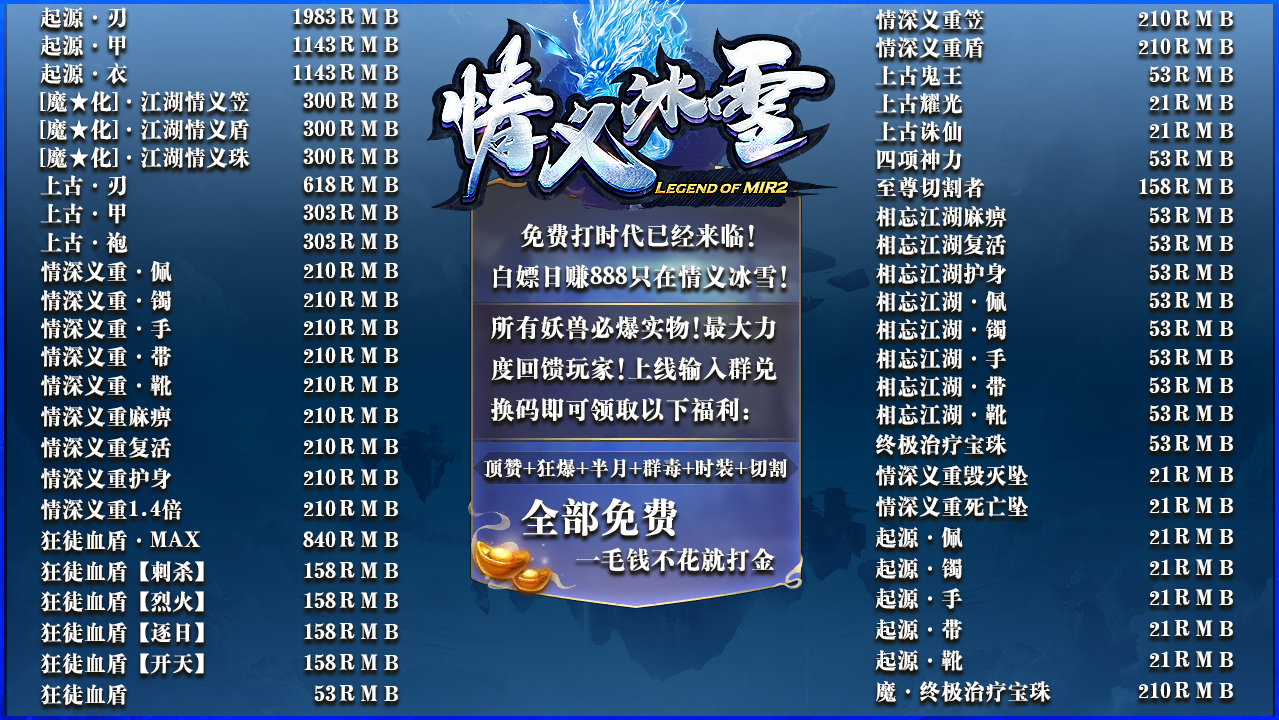 起源·刃 1983RMB
起源·甲 1143RMB
起源·衣 1143RMB
[魔★化]·江湖情义笠 300RMB
[魔★化]·江湖情义盾 300RMB
[魔★化]·江湖情义珠 300RMB
上古·刃 618RMB
上古·甲 303RMB
上古·袍 303RMB
情深义重·佩 210RMB
情深义重·镯 210RMB
情深义重·手 210RMB
情深义重·带 210RMB
情深义重·靴 210RMB
情深义重麻痹 210RMB
情深义重复活 210RMB
情深义重护身 210RMB
情深义重1.4倍 210RMB
狂徒血盾·MAX 840RMB
狂徒血盾【刺杀】 158RMB
狂徒血盾【烈火】 158RMB
狂徒血盾【逐日】 158RMB
狂徒血盾【开天】 158RMB
狂徒血盾 53RMB
情义冰雪
LEGEND OF MIR2
免费打时代已经来临!
白嫖日赚888只在情义冰雪!
所有妖兽必爆实物!最大力
度回馈玩家!上线输入群兑
换码即可领取以下福利:
顶赞+狂爆+半月+群毒+时装+切割
全部免费
一毛钱不花就打金
情深义重笠 210RMB
情深义重盾 210RMB
上古鬼王 53RMB
上古耀光 21RMB
上古诛仙 21RMB
四项神力 53RMB
至尊切割者 158RMB
相忘江湖麻痹 53RMB
相忘江湖复活 53RMB
相忘江湖护身 53RMB
相忘江湖·佩 53RMB
相忘江湖·镯 53RMB
相忘江湖·手 53RMB
相忘江湖·带 53RMB
相忘江湖·靴 53RMB
终极治疗宝珠 53RMB
情深义重毁灭坠 21RMB
情深义重死亡坠 21RMB
起源·佩 21RMB
起源·镯 21RMB
起源·手 21RMB
起源·带 21RMB
起源·靴 21RMB
魔·终极治疗宝珠 210RMB